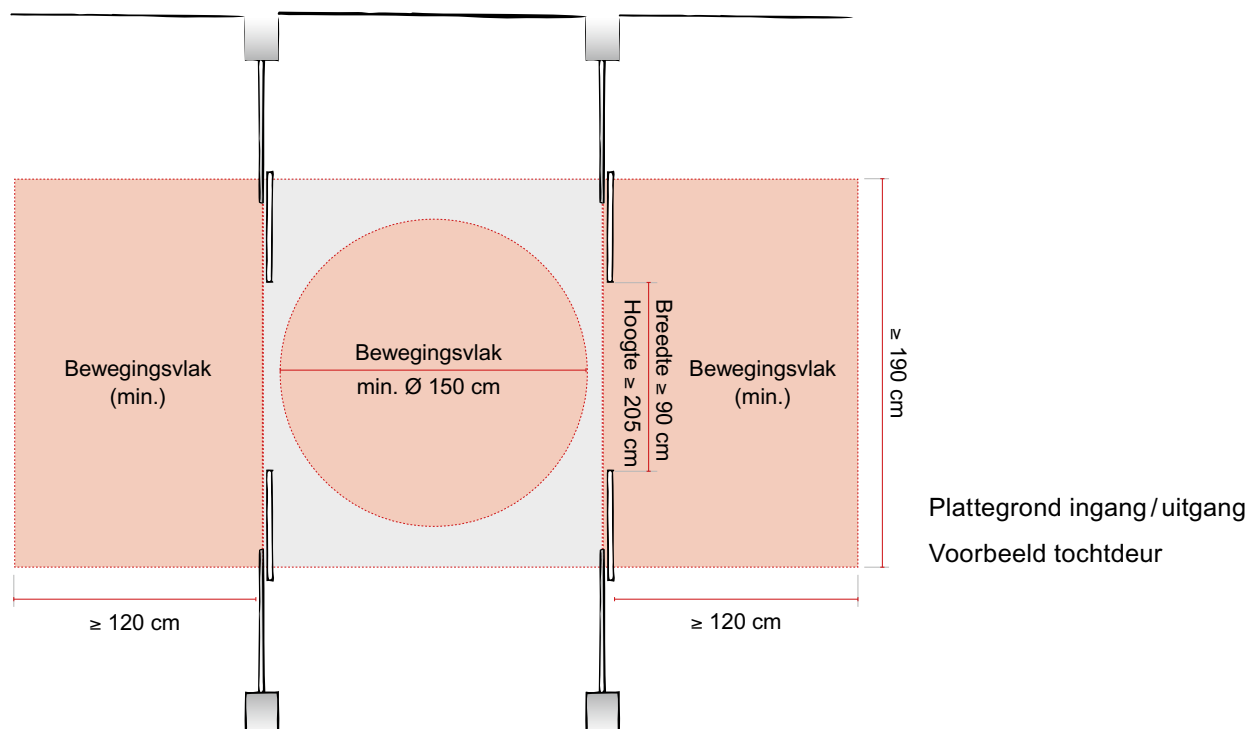 Bewegingsvlak
(min.)
Bewegingsvlak
min. Ø 150 cm
Breedte ≥ 90 cm
Hoogte ≥ 205 cm
Bewegingsvlak
(min.)
≥ 190 cm
Plattegrond ingang / uitgang
Voorbeeld tochtdeur
≥ 120 cm
≥ 120 cm